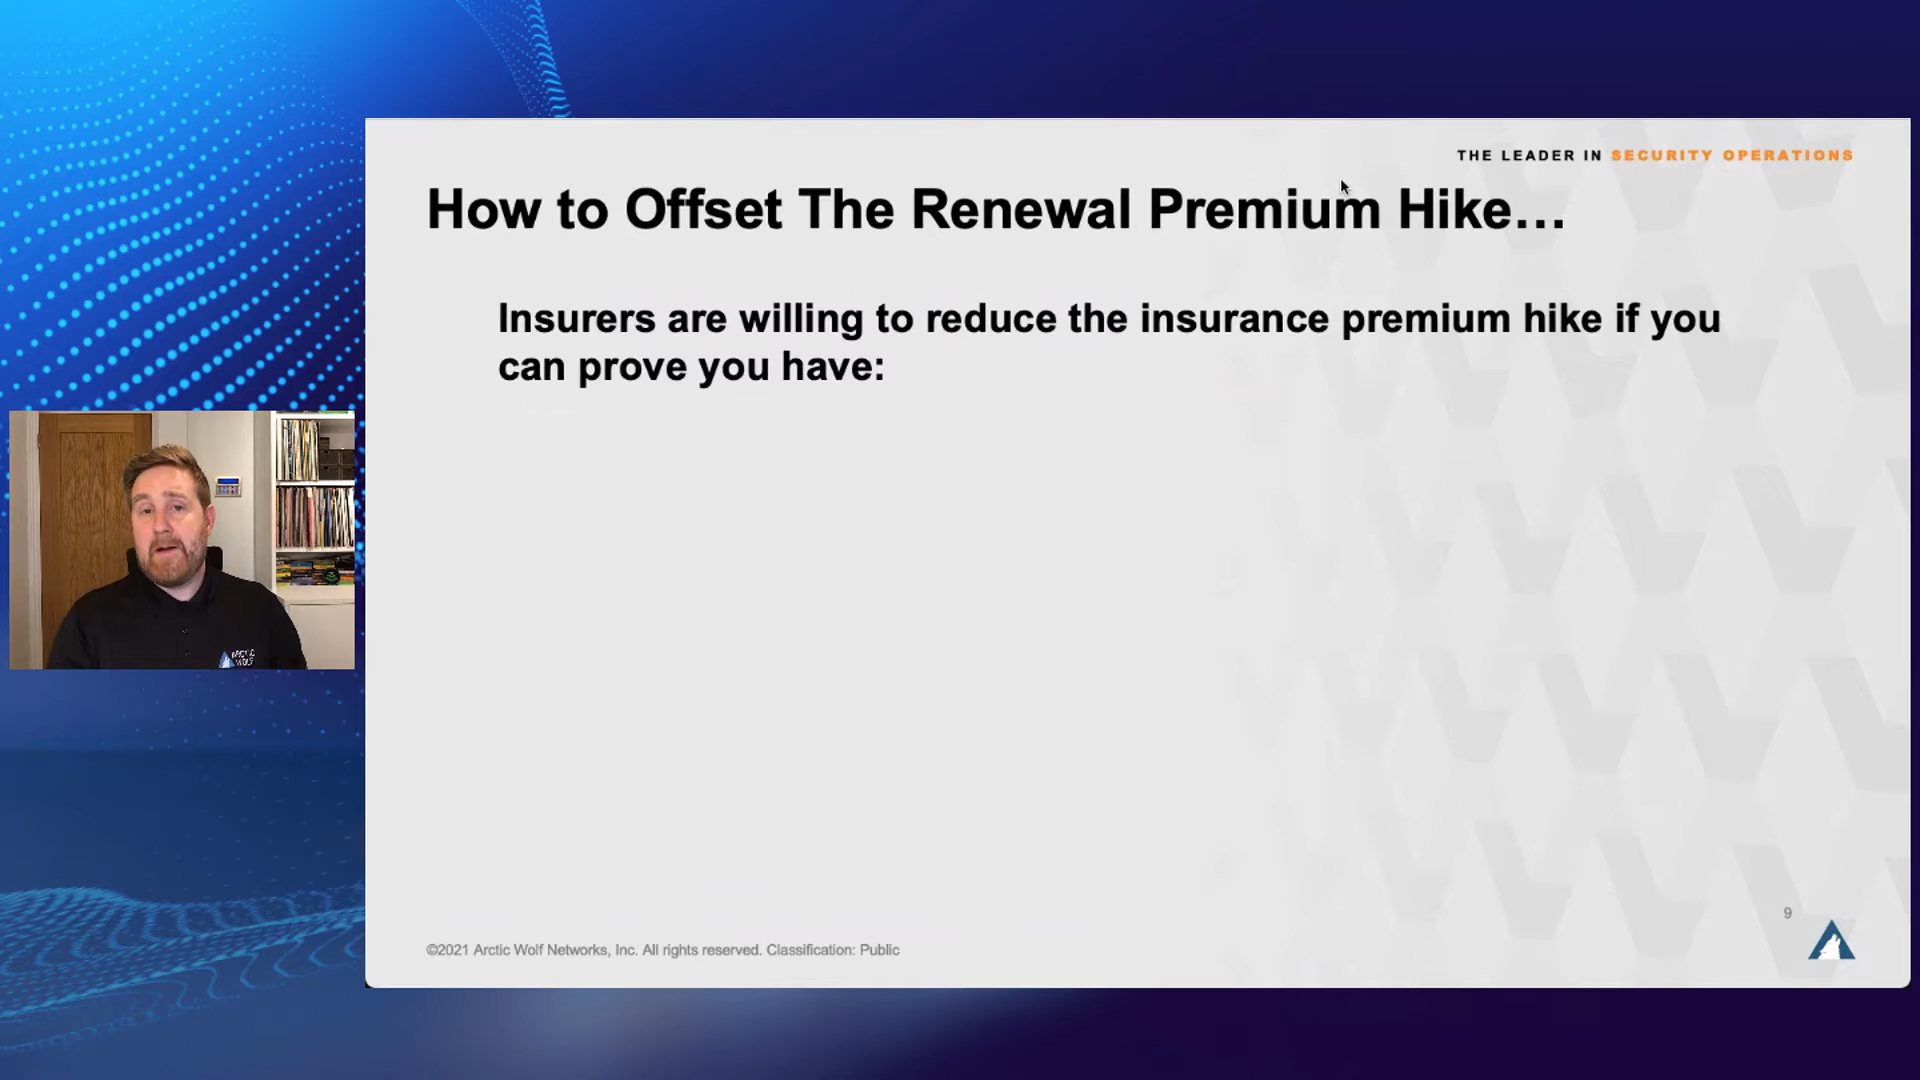 THE LEADER IN SECURITY OPERATIONS
How to Offset The Renewal Premium Hike…
Insurers are willing to reduce the insurance premium hike if you
can prove you have:
ARCTIC
WOLF
9
©2021 Arctic Wolf Networks, Inc. All rights reserved. Classification: Public